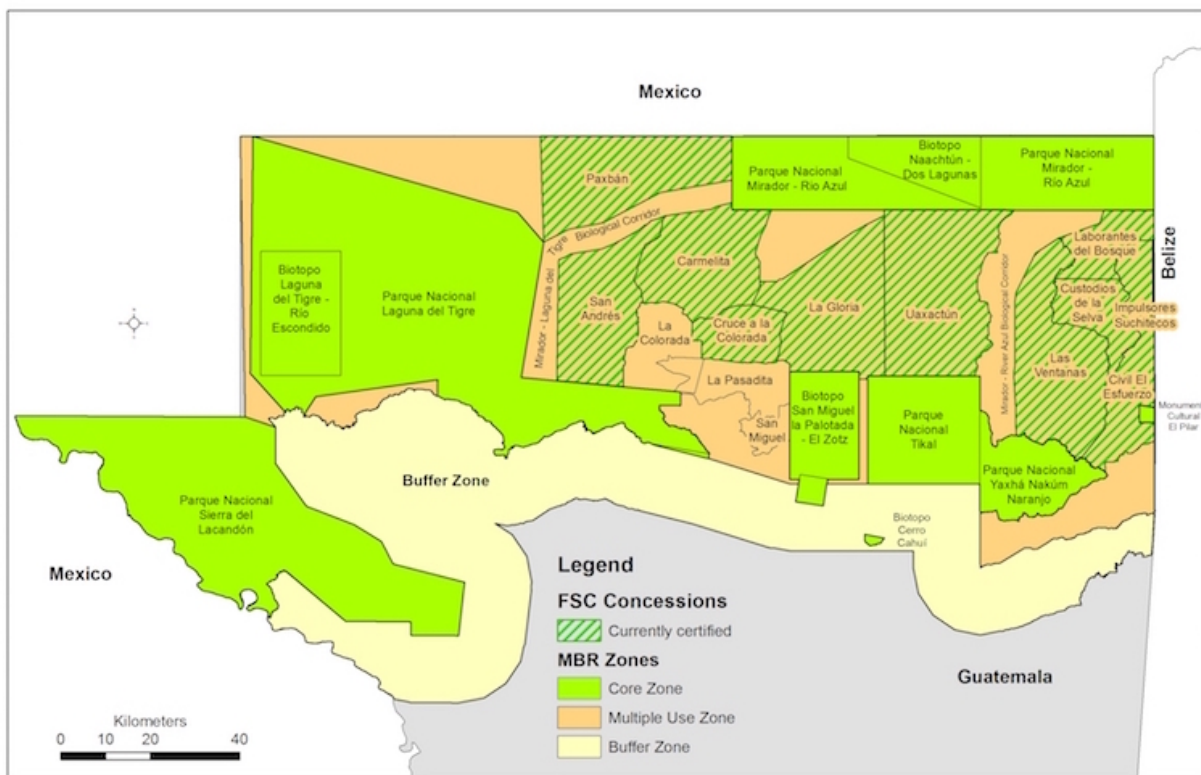 Mexico
Paxbán
Parque Nacional
Mirador - Río Azul
Biotopo
Naachtún -
Dos Lagunas
Parque Nacional
Mirador -
Río Azul
Mirador - Laguna del Tigre Biological Corridor
Carmelita
Laborantes
del Bosque
Belize
Biotopo
Laguna
del Tigre -
Río
Escondido
Parque Nacional
Laguna del Tigre
San
Andrés
La
Colorada
Cruce a la
Colorada
La Gloria
Uaxactún
Mirador - River Azul Biological Corridor
Custodios
de la
Selva
Impulsores
Suchitecos
Las
Ventanas
La Pasadita
San
Miguel
Biotopo
San Miguel
la Palotada
- El Zotz
Parque
Nacional
Tikal
Civil El
Esfuerzo
Monumento
Cultural
El Pilar
Parque Nacional
Yaxhá Nakúm
Naranjo
Buffer Zone
Parque Nacional
Sierra del
Lacandón
Biotopo
Cerro
Cahuí
Mexico
Legend
FSC Concessions
Currently certified
MBR Zones
Core Zone
Multiple Use Zone
Buffer Zone
Guatemala
Kilometers
0 10 20 40